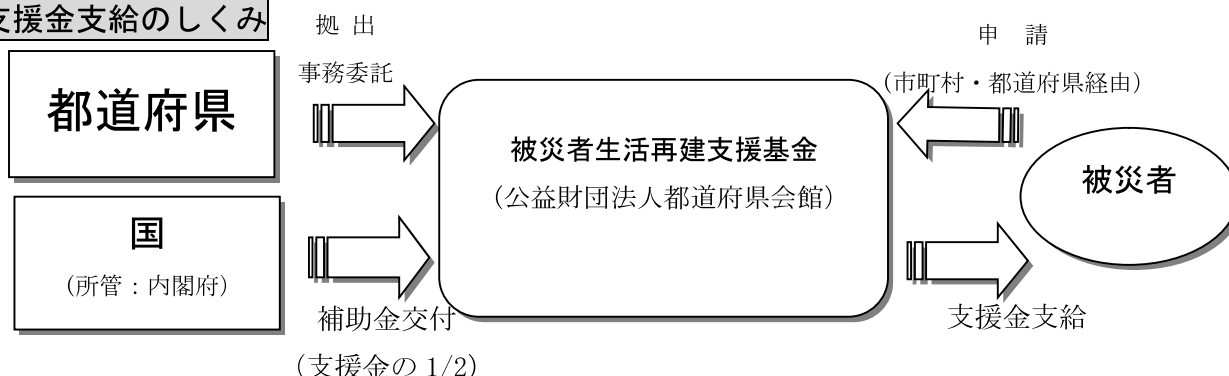 支援金支給のしくみ
拠 出
事務委託
都道府県
国
(所管：内閣府)
補助金交付
(支援金の 1/2)
被災者生活再建支援基金
(公益財団法人都道府県会館)
申 請
(市町村・都道府県経由)
被災者
支援金支給